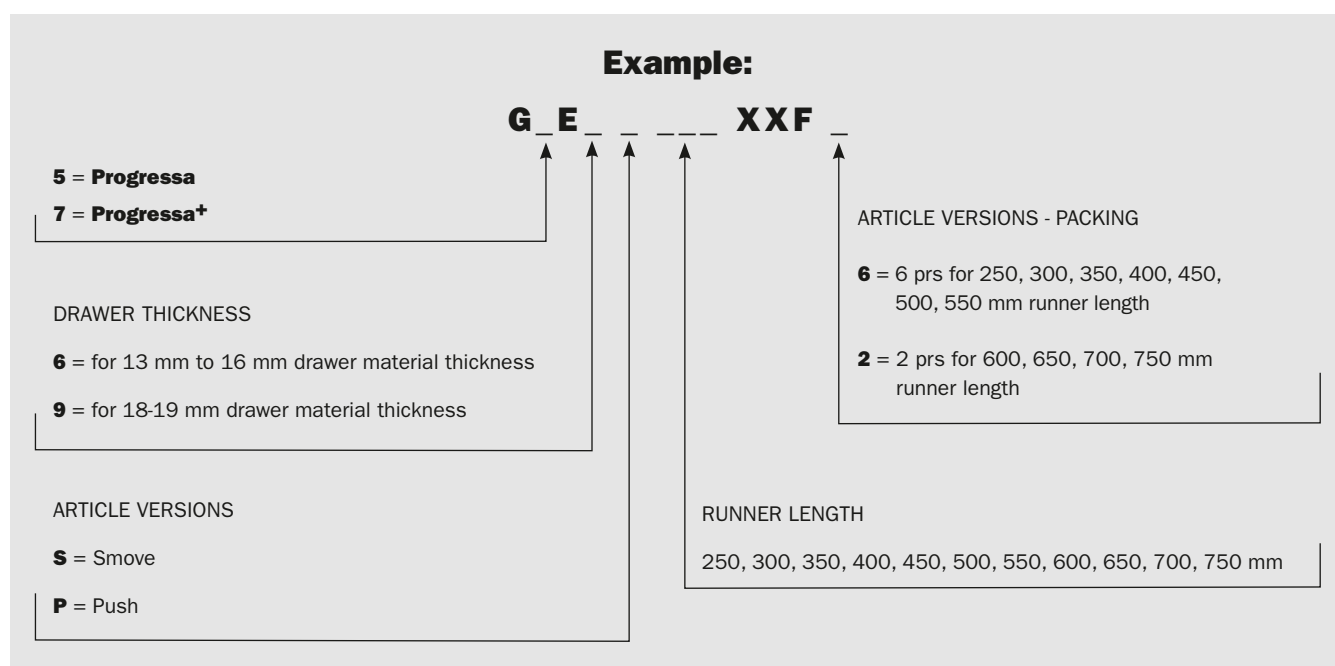 Example:
G_E_ _ ___ XXF _
5 = Progressa
7 = Progressa+
DRAWER THICKNESS
6 = for 13 mm to 16 mm drawer material thickness
9 = for 18-19 mm drawer material thickness
ARTICLE VERSIONS
S = Smove
P = Push
ARTICLE VERSIONS - PACKING
6 = 6 prs for 250, 300, 350, 400, 450,
500, 550 mm runner length
2 = 2 prs for 600, 650, 700, 750 mm
runner length
RUNNER LENGTH
250, 300, 350, 400, 450, 500, 550, 600, 650, 700, 750 mm